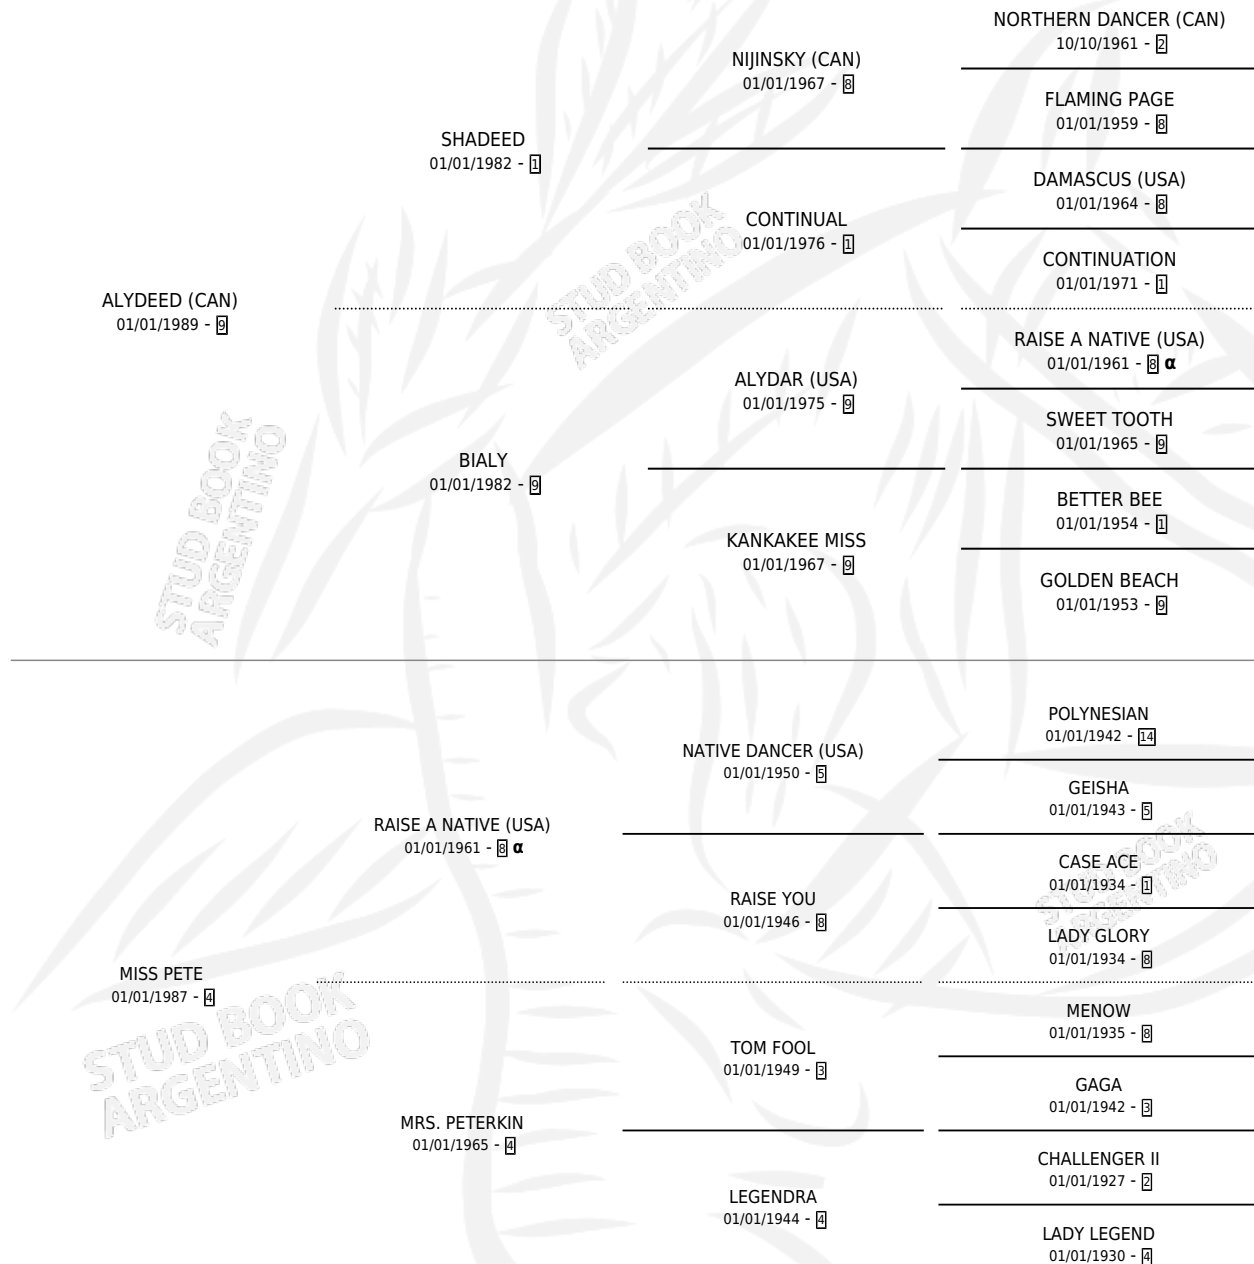 NORTHERN DANCER (CAN)
10/10/1961 - 2
NIJINSKY (CAN)
01/01/1967 - 8
FLAMING PAGE
01/01/1959 - 8
SHADEED
01/01/1982 - 1
DAMASCUS (USA)
01/01/1964 - 8
CONTINUAL
01/01/1976 - 1
CONTINUATION
01/01/1971 - 1
ALYDEED (CAN)
01/01/1989 - 9
RAISE A NATIVE (USA)
01/01/1961 - 8 α
ALYDAR (USA)
01/01/1975 - 9
SWEET TOOTH
01/01/1965 - 9
BIALY
01/01/1982 - 9
BETTER BEE
01/01/1954 - 1
KANKAKEE MISS
01/01/1967 - 9
GOLDEN BEACH
01/01/1953 - 9
POLYNESIAN
01/01/1942 - 14
NATIVE DANCER (USA)
01/01/1950 - 5
GEISHA
01/01/1943 - 5
RAISE A NATIVE (USA)
01/01/1961 - 8 α
CASE ACE
01/01/1934 - 1
RAISE YOU
01/01/1946 - 8
LADY GLORY
01/01/1934 - 8
MISS PETE
01/01/1987 - 4
MENOW
01/01/1935 - 8
TOM FOOL
01/01/1949 - 3
GAGA
01/01/1942 - 3
MRS. PETERKIN
01/01/1965 - 4
CHALLENGER II
01/01/1927 - 2
LEGENDRA
01/01/1944 - 4
LADY LEGEND
01/01/1930 - 4
STUD BOOK
ARGENTINO
STUD BOOK
ARGENTINO
STUD BOOK
ARGENTINO
STUD BOOK
ARGENTINO